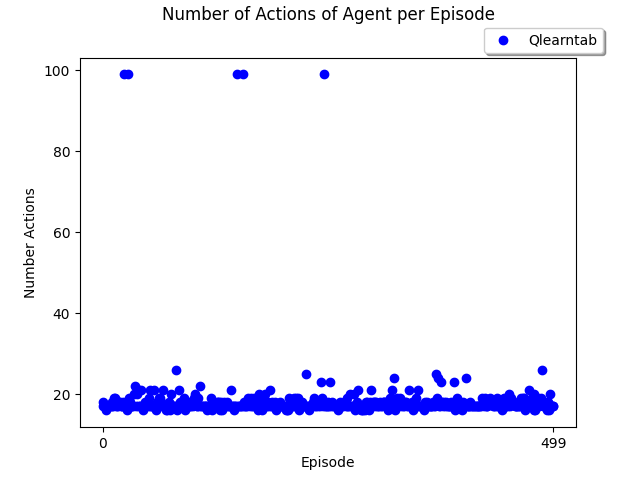 Number of Actions of Agent per Episode
Qlearntab
100
80
60
40
20
Number Actions
0
499
Episode